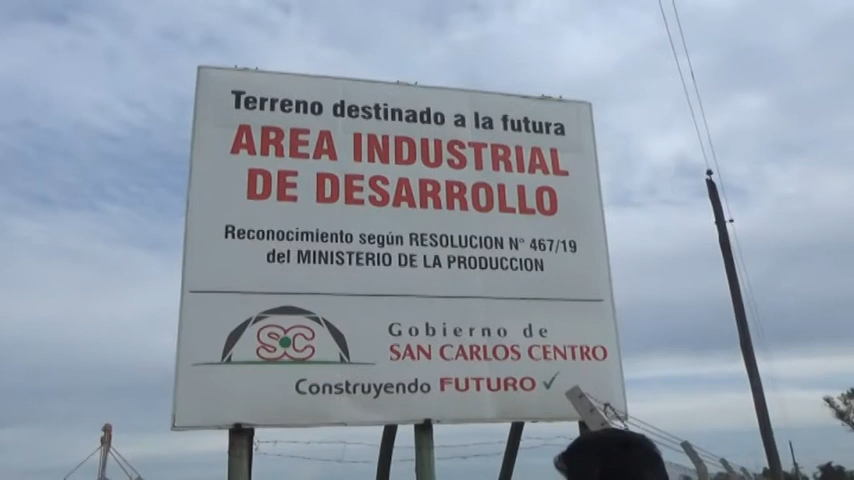 Terreno destinado a la futura
AREA INDUSTRIAL
DE DESARROLLO
Reconocimiento según RESOLUCION N° 467/19
del MINISTERIO DE LA PRODUCCION
SC
Gobierno de
SAN CARLOS CENTRO
Construyendo FUTURO